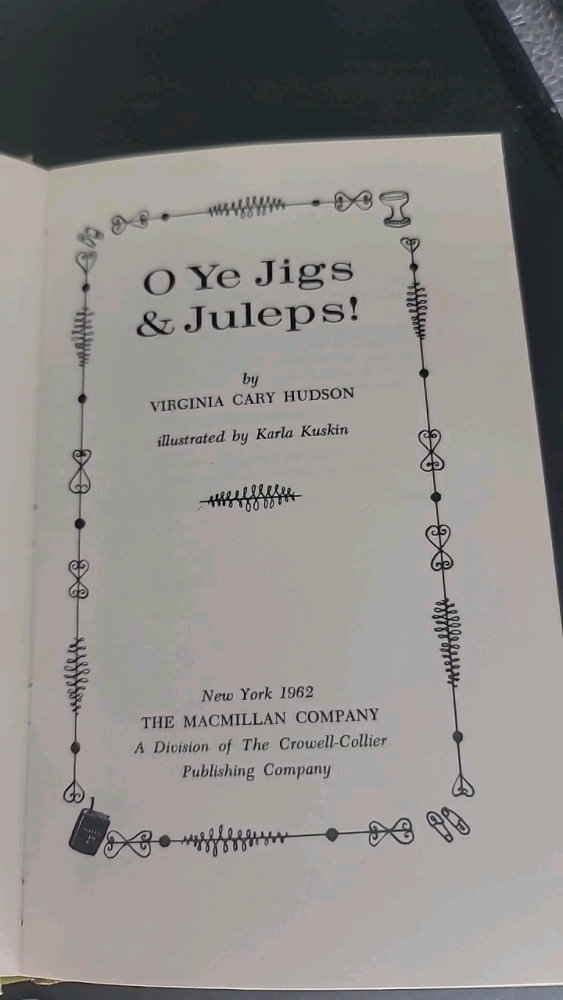 O Ye Jigs
& Juleps!
by
VIRGINIA CARY HUDSON
illustrated by Karla Kuskin
New York 1962
THE MACMILLAN COMPANY
A Division of The Crowell-Collier
Publishing Company